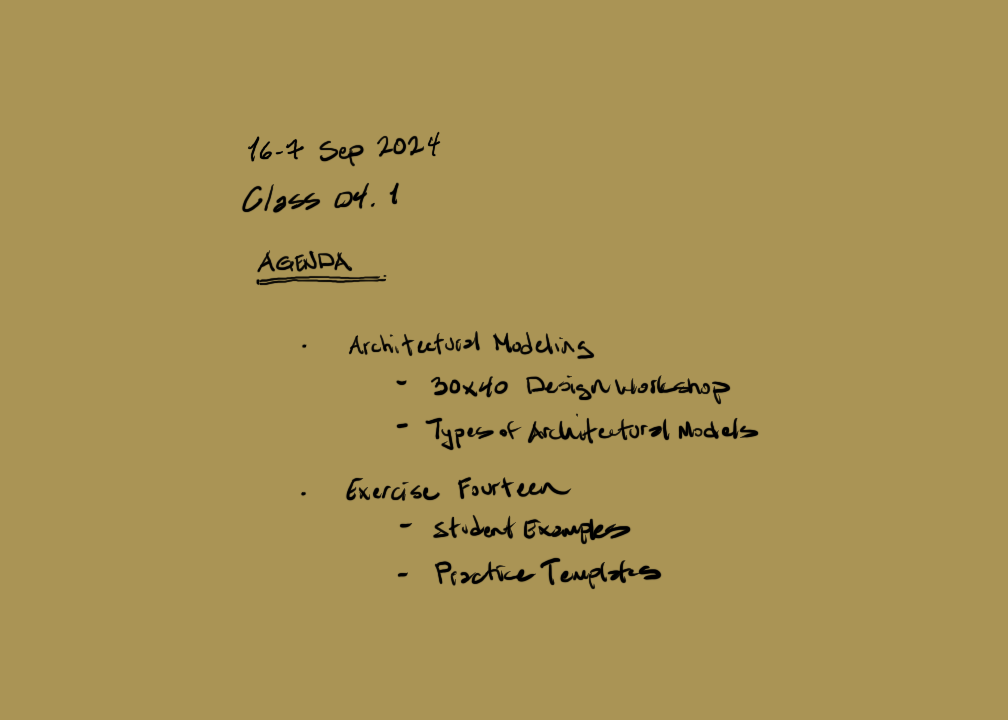 16-7 Sep 2024
Class 04.1
AGENDA
· Architectural Modeling
- 30x40 Design Workshop
- Types of Architectural Models
· Exercise Fourteen
- Student Examples
- Practice Templates